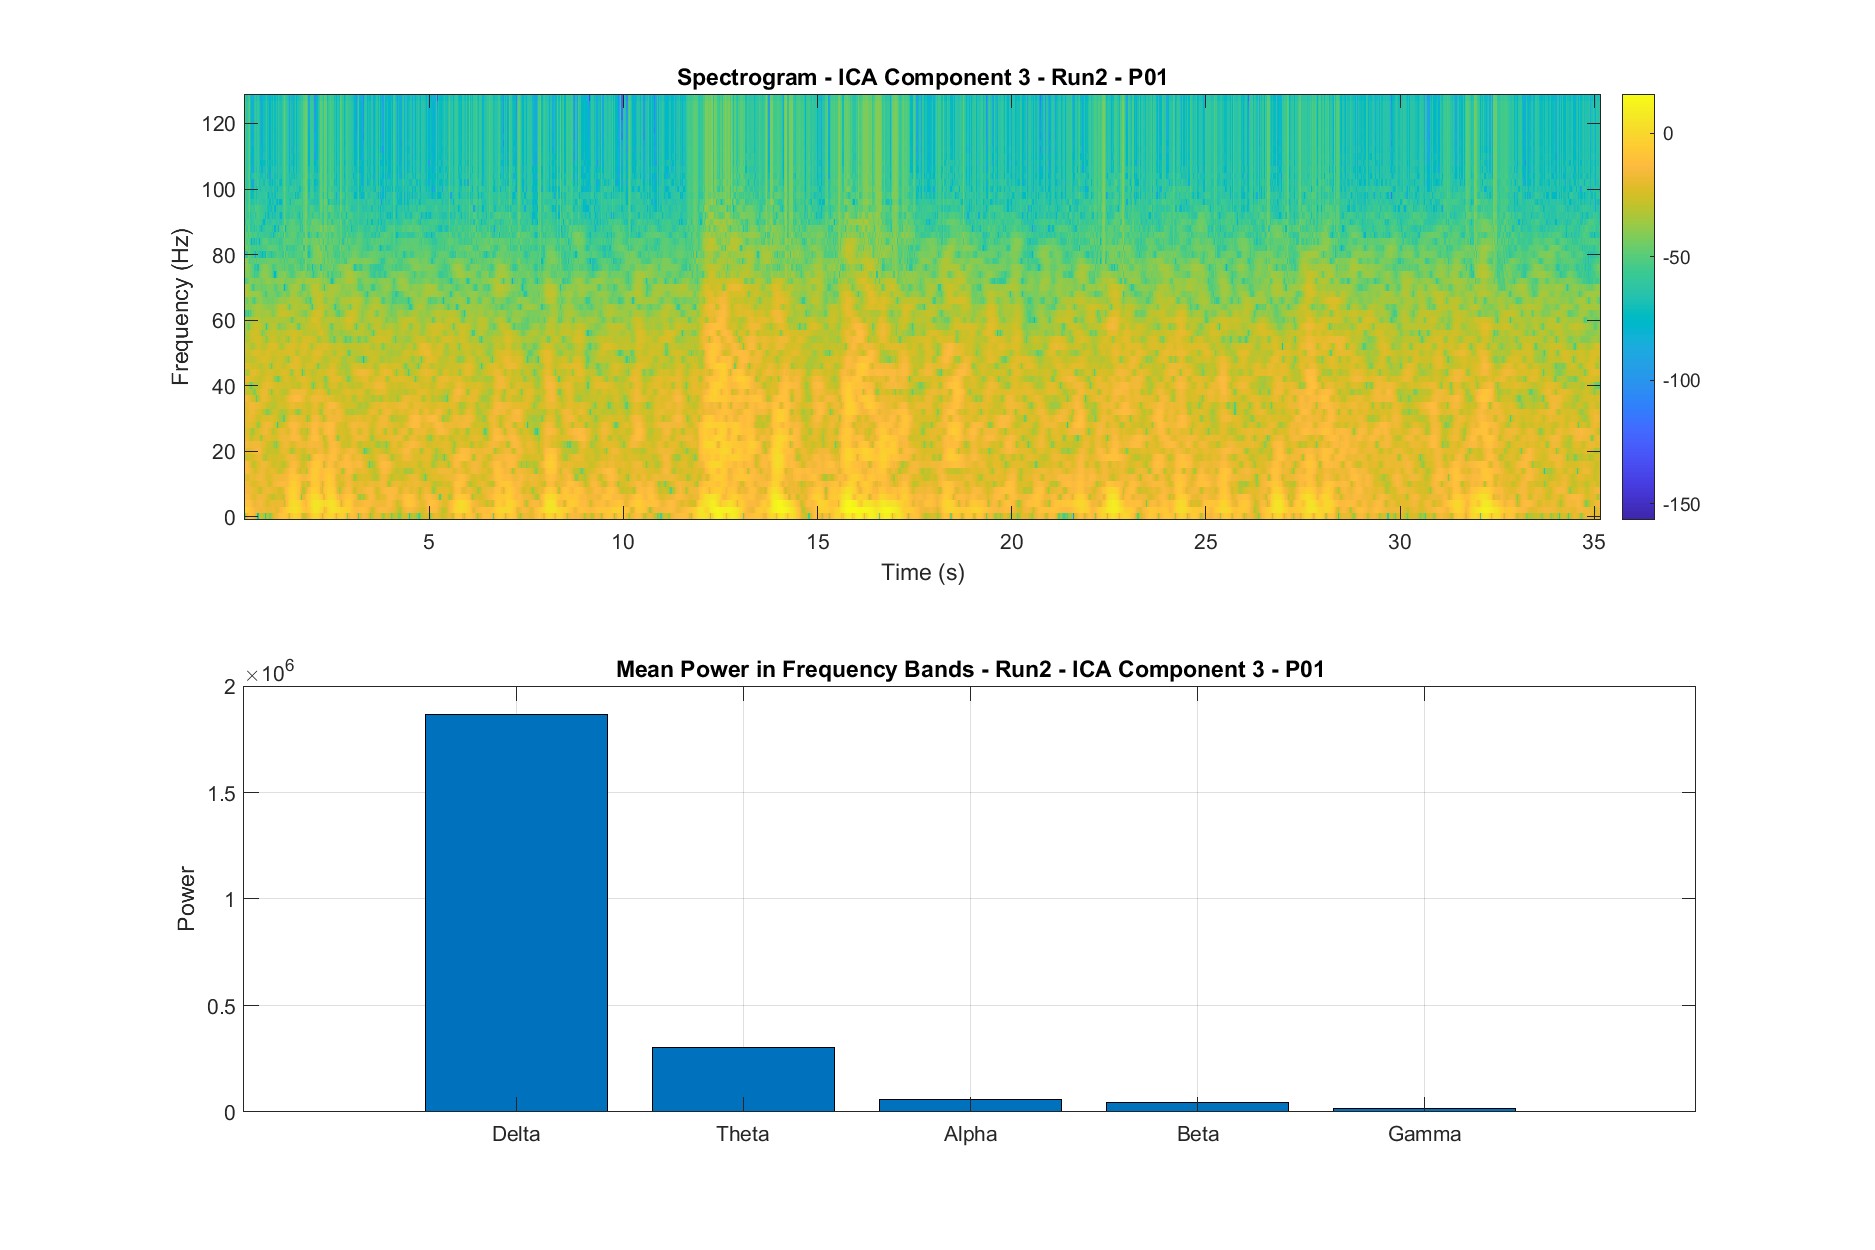 Spectrogram - ICA Component 3 - Run2 - P01
120
100
80
60
40
20
0
Frequency (Hz)
5 10 15 20 25 30 35
Time (s)
0
-50
-100
-150
Mean Power in Frequency Bands - Run2 - ICA Component 3 - P01
×10⁶
2
1.5
1
0.5
0
Power
Delta Theta Alpha Beta Gamma